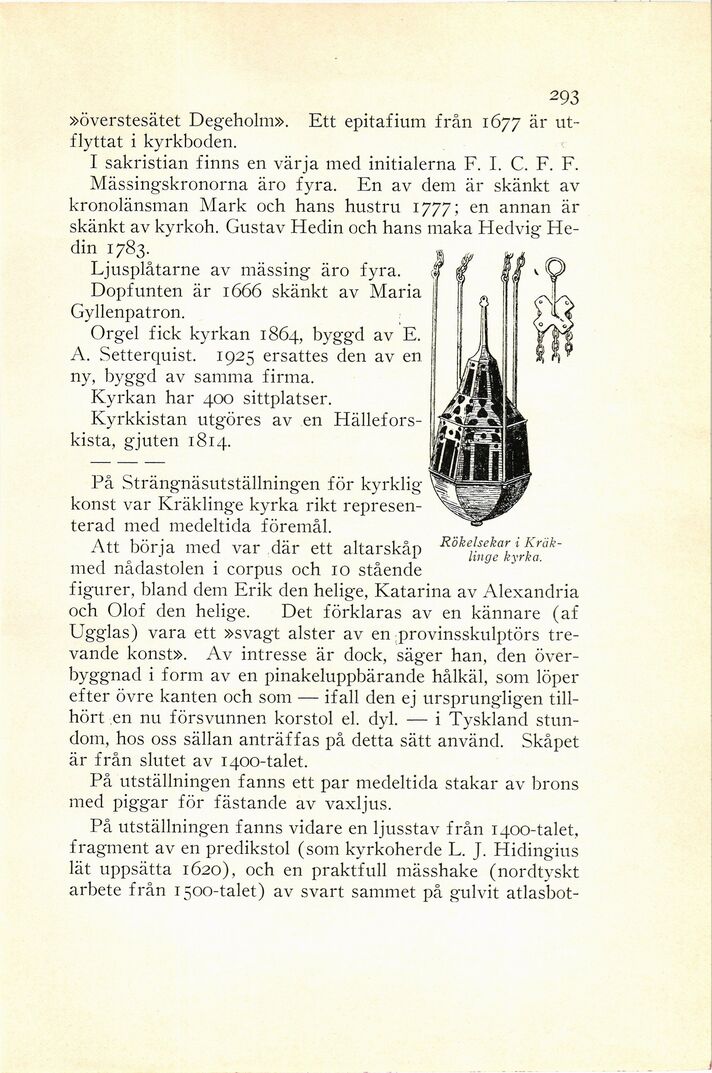 293
»överstesätet Degeholm». Ett epitafium från 1677 är ut-
flyttat i kyrkboden.
I sakristian finns en värja med initialerna F. I. C. F. F.
Mässingskronorna äro fyra. En av dem är skänkt av
kronolänsman Mark och hans hustru 1777; en annan är
skänkt av kyrkoh. Gustav Hedin och hans maka Hedvig He-
din 1783.
Ljusplåtarne av mässing äro fyra.
Dopfunten är 1666 skänkt av Maria
Gyllenpatron.
Orgel fick kyrkan 1864, byggd av E.
A. Setterquist. 1925 ersattes den av en
ny, byggd av samma firma.
Kyrkan har 400 sittplatser.
Kyrkkistan utgöres av en Hällefors-
kista, gjuten 1814.
— — —
På Strängnäsutställningen för kyrklig
konst var Kräklinge kyrka rikt represen-
terad med medeltida föremål.
Att börja med var där ett altarskåp
med nådastolen i corpus och 10 stående
figurer, bland dem Erik den helige, Katarina av Alexandria
och Olof den helige. Det förklaras av en kännare (af
Ugglas) vara ett »svagt alster av en provinsskulptörs tre-
vande konst». Av intresse är dock, säger han, den över-
byggnad i form av en pinakeluppbärande hålkäl, som löper
efter övre kanten och som — ifall den ej ursprungligen till-
hört en nu försvunnen korstol el. dyl. — i Tyskland stun-
dom, hos oss sällan anträffas på detta sätt använd. Skåpet
är från slutet av 1400-talet.
På utställningen fanns ett par medeltida stakar av brons
med piggar för fästande av vaxljus.
På utställningen fanns vidare en ljusstav från 1400-talet,
fragment av en predikstol (som kyrkoherde L. J. Hidingius
lät uppsätta 1620), och en praktfull mässhake (nordtyskt
arbete från 1500-talet) av svart sammet på gulvit atlasbot-
Rökelsekar i Kräk-
linge kyrka.